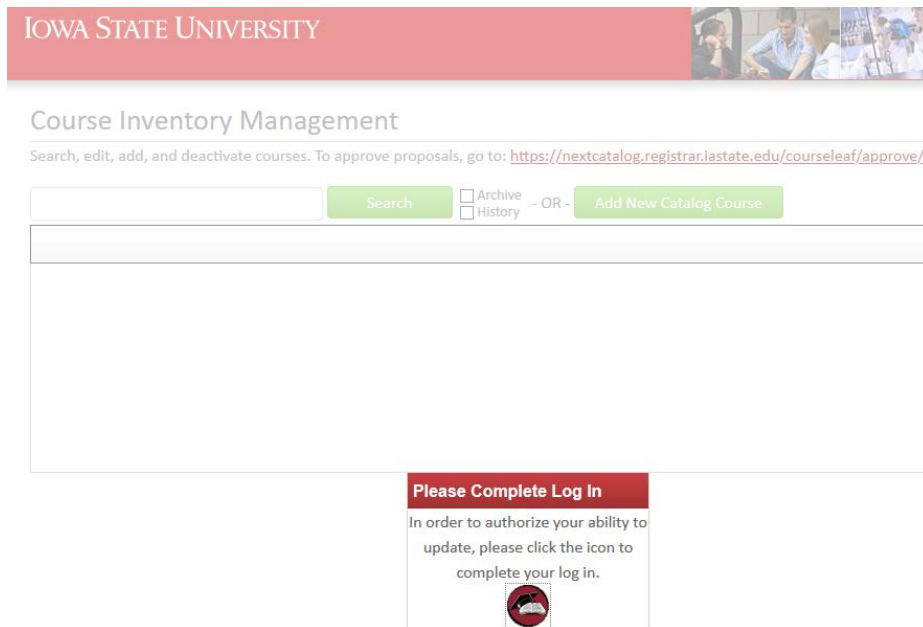 IOWA STATE UNIVERSITY
Course Inventory Management
Search, edit, add, and deactivate courses. To approve proposals, go to: https://nextcatalog.registrar.iastate.edu/courseleaf/approve/
Search
Archive
History
- OR -
Add New Catalog Course
Please Complete Log In
In order to authorize your ability to
update, please click the icon to
complete your log in.